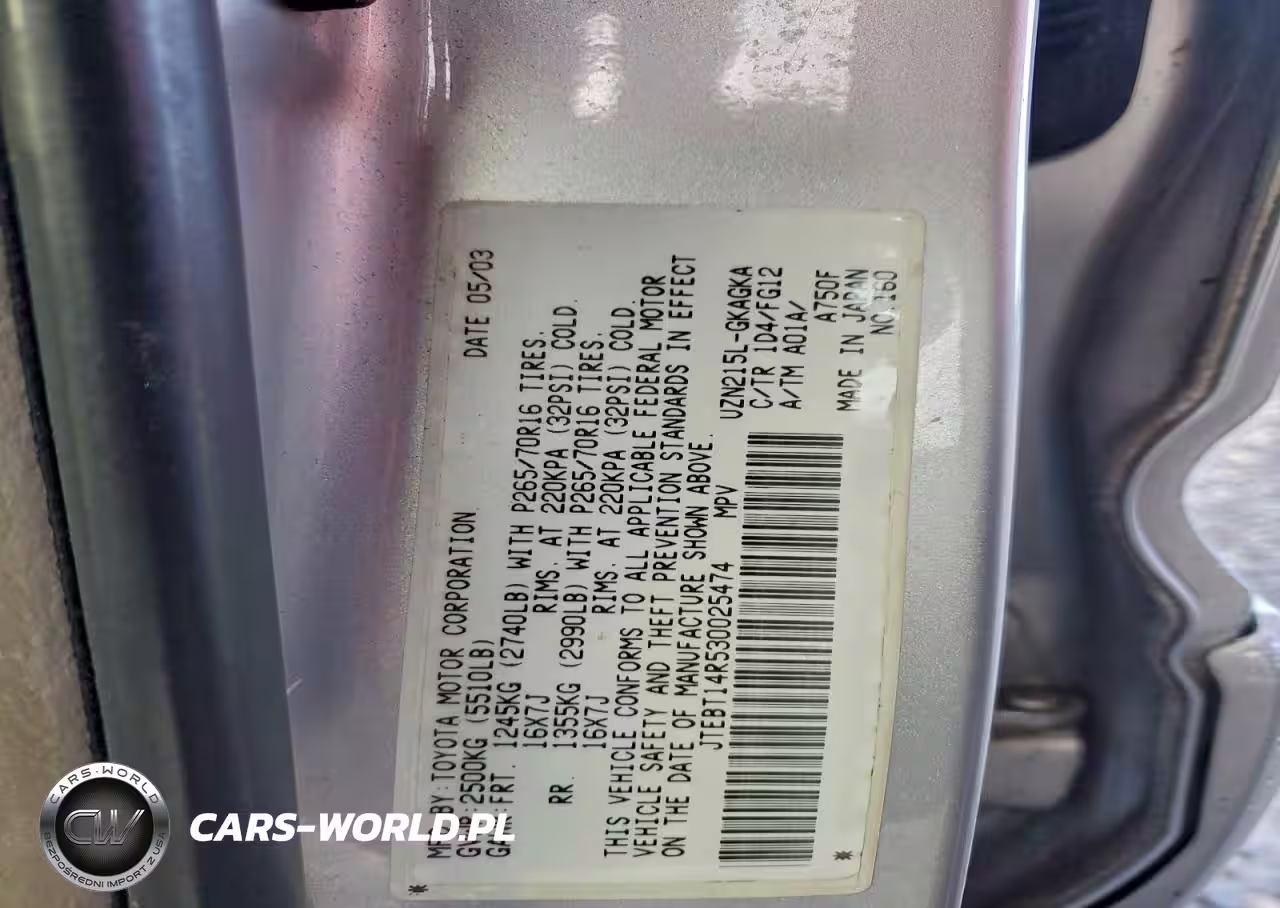 MFD BY: TOYOTA MOTOR CORPORATION DATE 05/03
GVWR: 2500KG (5510LB)
GAWR: FRT. 1245KG (2740LB) WITH P265/70R16 TIRES.
16X7J RIMS. AT 220KPA (32PSI) COLD.
RR. 1355KG (2990LB) WITH P265/70R16 TIRES.
16X7J RIMS. AT 220KPA (32PSI) COLD.
THIS VEHICLE CONFORMS TO ALL APPLICABLE FEDERAL MOTOR
VEHICLE SAFETY AND THEFT PREVENTION STANDARDS IN EFFECT
ON THE DATE OF MANUFACTURE SHOWN ABOVE.
JTEBT14R530025474 MPV
UZN215L-GKAGKA
C/TR 1D4/FG12
A/TM A01A/
A750F
MADE IN JAPAN
NO.160
CARS-WORLD
CW
BEZPOŚREDNI IMPORT Z USA
CARS-WORLD.PL